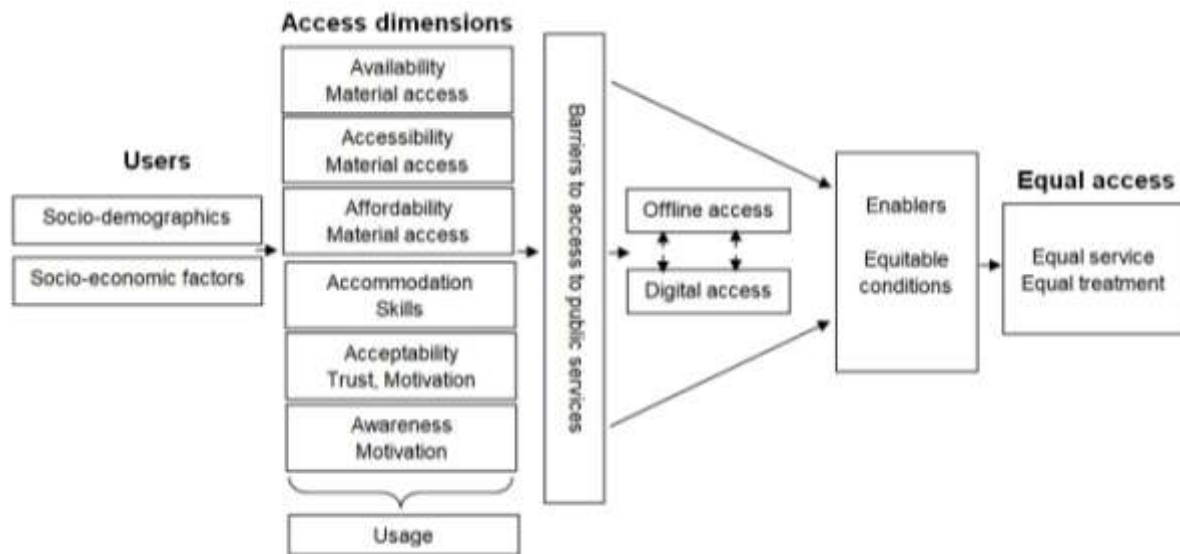 Users
Socio-demographics
Socio-economic factors
Access dimensions
Availability
Material access
Accessibility
Material access
Affordability
Material access
Accommodation
Skills
Acceptability
Trust, Motivation
Awareness
Motivation
Usage
Barriers to access to public services
Offline access
Digital access
Enablers
Equitable
conditions
Equal access
Equal service
Equal treatment